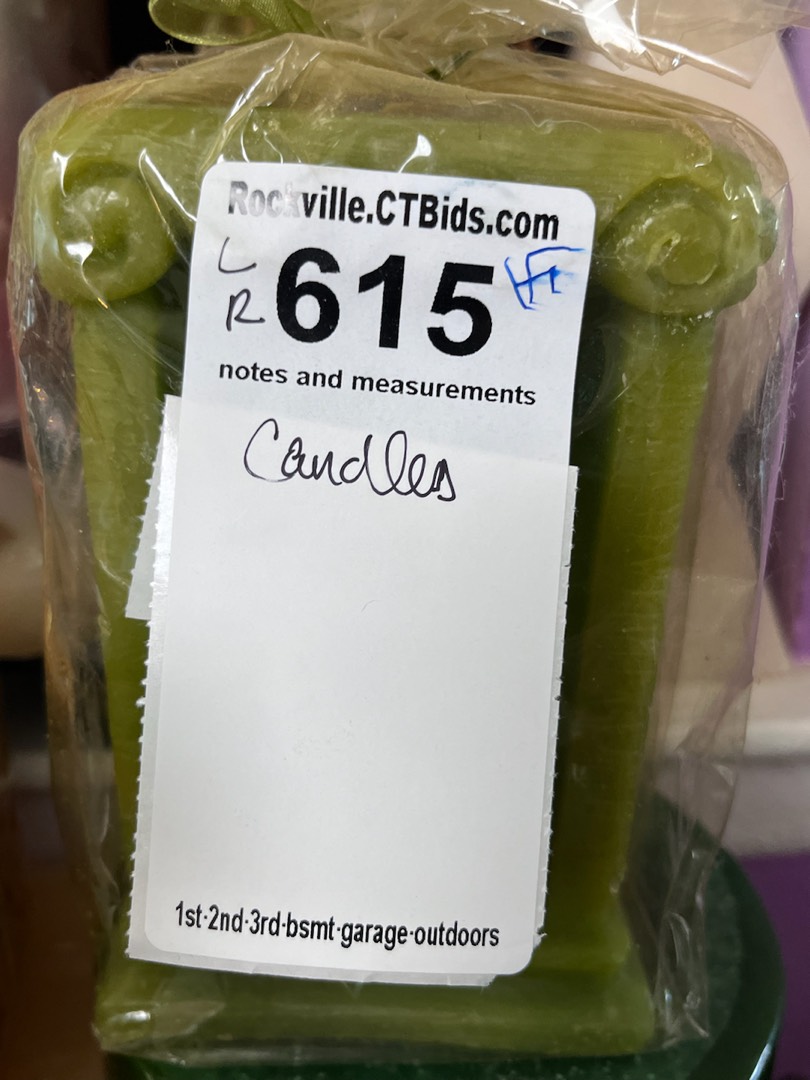 Rockville.CTBids.com
L
R 615
notes and measurements
Candles
1st·2nd·3rd·bsmt·garage·outdoors